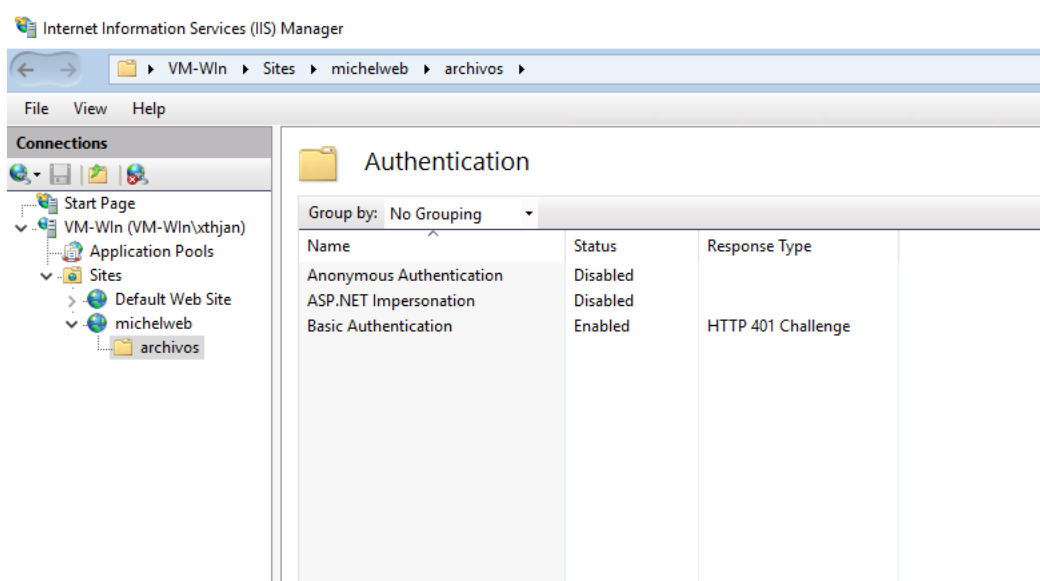 Internet Information Services (IIS) Manager
VM-WIn Sites michelweb archivos
File View Help
Connections
Start Page
VM-WIn (VM-WIn\xthjan)
Application Pools
Sites
Default Web Site
michelweb
archivos
Authentication
Group by: No Grouping
Name Status Response Type
Anonymous Authentication Disabled
ASP.NET Impersonation Disabled
Basic Authentication Enabled HTTP 401 Challenge